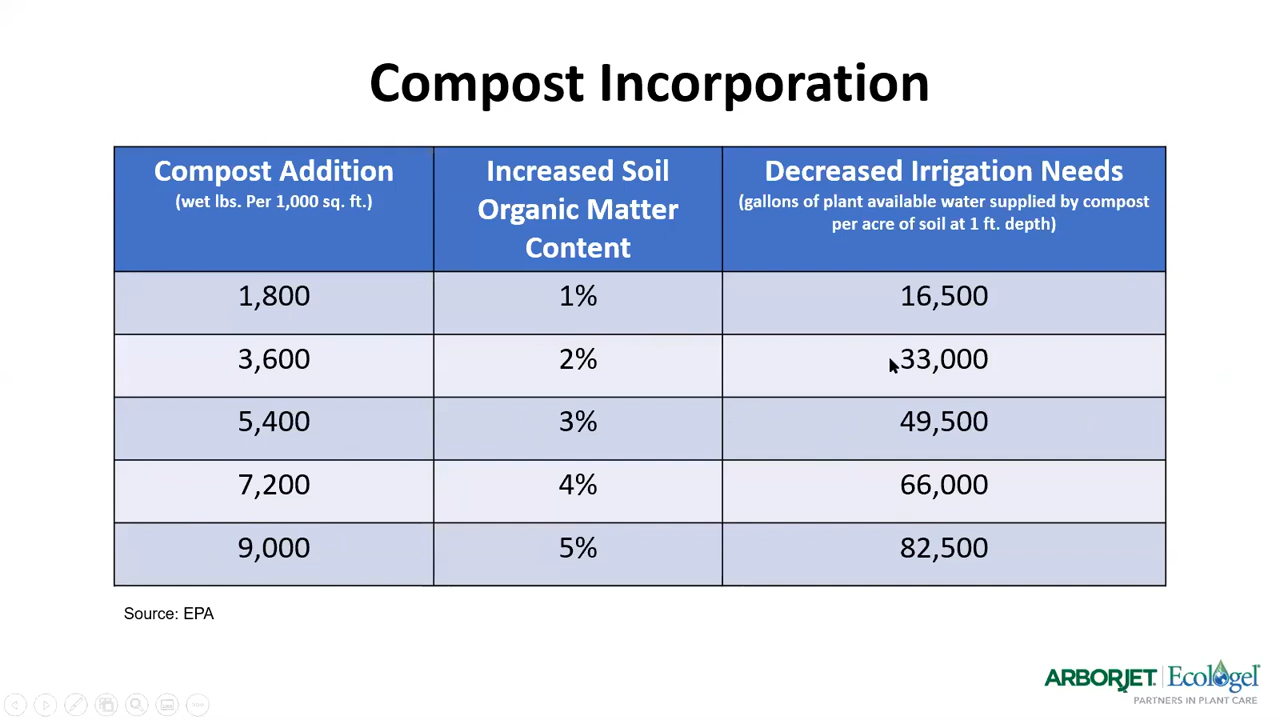 Compost Incorporation
Compost Addition
(wet lbs. Per 1,000 sq. ft.)
Increased Soil
Organic Matter
Content
Decreased Irrigation Needs
(gallons of plant available water supplied by compost
per acre of soil at 1 ft. depth)
1,800 1% 16,500
3,600 2% 33,000
5,400 3% 49,500
7,200 4% 66,000
9,000 5% 82,500
Source: EPA
ARBORJET Ecologel
PARTNERS IN PLANT CARE